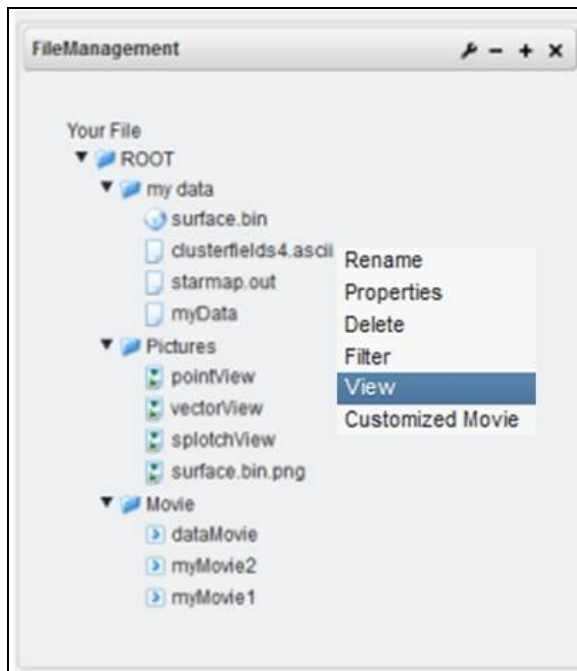 FileManagement
Your File
ROOT
my data
surface.bin
clusterfields4.ascii
starmap.out
myData
Pictures
pointView
vectorView
splotchView
surface.bin.png
Movie
dataMovie
myMovie2
myMovie1
Rename
Properties
Delete
Filter
View
Customized Movie